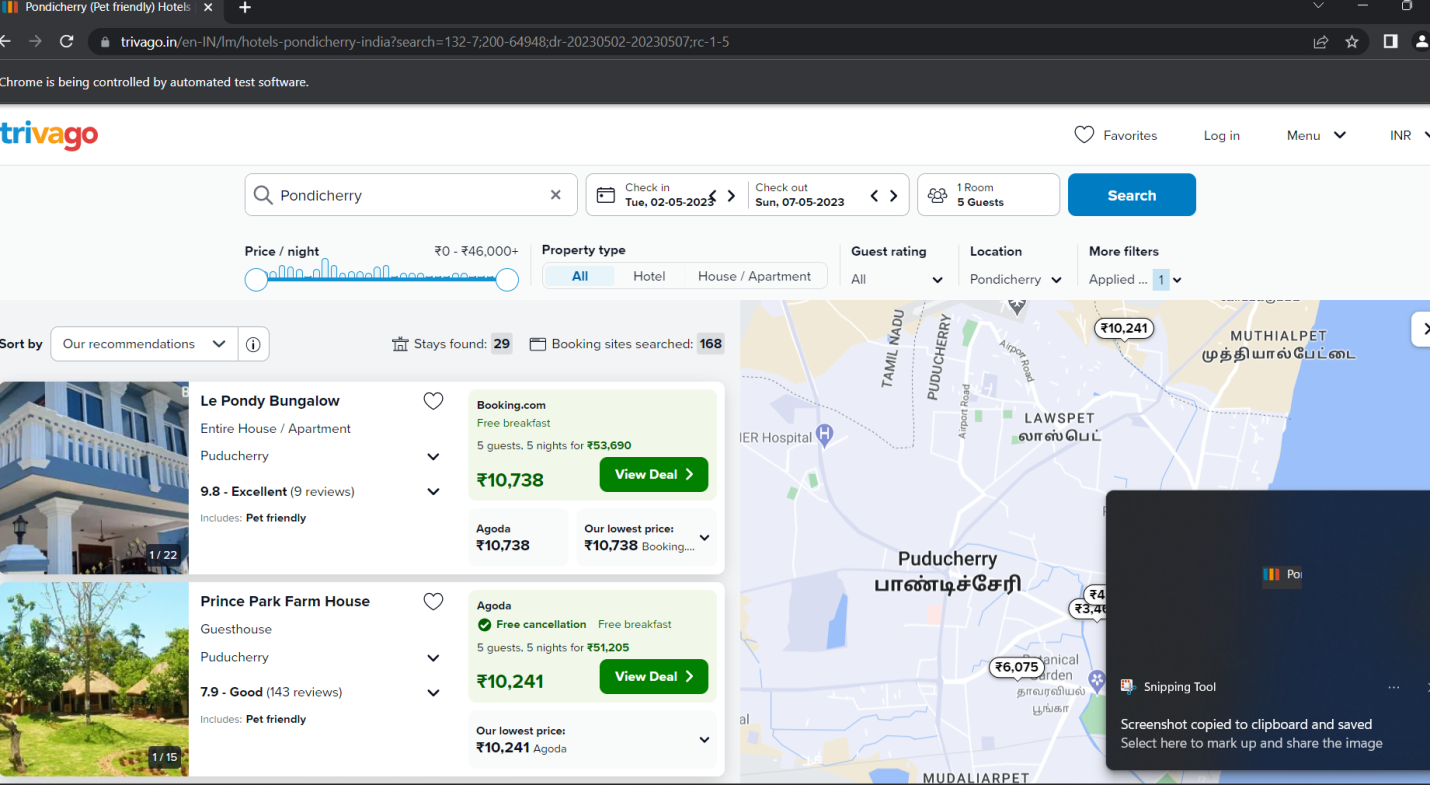 Pondicherry (Pet friendly) Hotels
trivago.in/en-IN/lm/hotels-pondicherry-india?search=132-7;200-64948;dr-20230502-20230507;rc-1-5
Chrome is being controlled by automated test software.
trivago
Favorites
Log in
Menu
INR
Pondicherry
Check in
Tue, 02-05-2023
Check out
Sun, 07-05-2023
1 Room
5 Guests
Search
Price / night
₹0 - ₹46,000+
Property type
All
Hotel
House / Apartment
Guest rating
All
Location
Pondicherry
More filters
Applied ... 1
Sort by
Our recommendations
Stays found: 29
Booking sites searched: 168
Le Pondy Bungalow
Entire House / Apartment
Puducherry
9.8 - Excellent (9 reviews)
Includes: Pet friendly
1 / 22
Booking.com
Free breakfast
5 guests, 5 nights for ₹53,690
₹10,738
View Deal
Agoda
₹10,738
Our lowest price:
₹10,738 Booking....
Prince Park Farm House
Guesthouse
Puducherry
7.9 - Good (143 reviews)
Includes: Pet friendly
1 / 15
Agoda
Free cancellation Free breakfast
5 guests, 5 nights for ₹51,205
₹10,241
View Deal
Our lowest price:
₹10,241 Agoda
TAMIL NADU
PUDUCHERRY
Airport Road
Airport Road
₹10,241
MUTHIALPET
முத்தியால்பேட்டை
LAWSPET
லாஸ்பெட்
IER Hospital
H
Puducherry
பாண்டிச்சேரி
₹4
₹3,4
₹6,075
Botanical
Garden
தாவரவியல்
பூங்கா
al
MUDALIARPET
Po
Snipping Tool
...
Screenshot copied to clipboard and saved
Select here to mark up and share the image